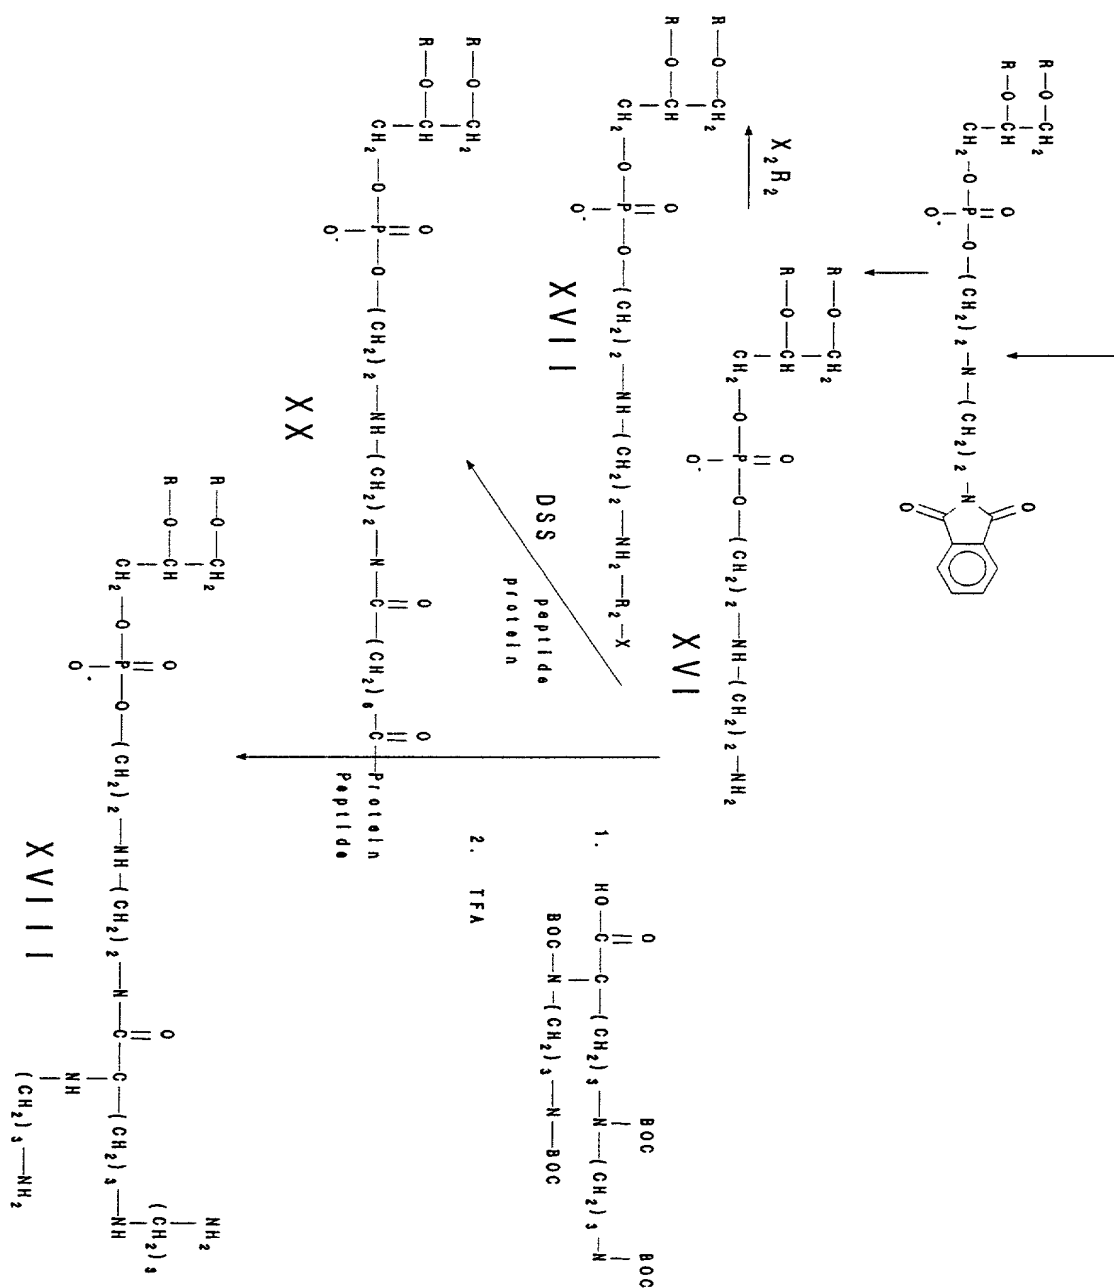 R—O—CH₂
R—O—CH O O
CH₂—O—P—O—(CH₂)₂—N—(CH₂)₂—N
O⁻ O
R—O—CH₂
R—O—CH O
CH₂—O—P—O—(CH₂)₂—NH—(CH₂)₂—NH₂
O⁻
XVI
X₂R₂
R—O—CH₂
R—O—CH O
CH₂—O—P—O—(CH₂)₂—NH—(CH₂)₂—NH₂—R₂—X
O⁻
XVII
O BOC BOC
1. HO—C—C—(CH₂)₃—N—(CH₂)₃—N
BOC—N—(CH₂)₃—N—BOC
2. TFA
DSS
peptide
protein
R—O—CH₂
R—O—CH O O O
CH₂—O—P—O—(CH₂)₂—NH—(CH₂)₂—N—C—(CH₂)₆—C—Protein
O⁻ Peptide
XX
R—O—CH₂ NH₂
R—O—CH O O (CH₂)₃
CH₂—O—P—O—(CH₂)₂—NH—(CH₂)₂—N—C—C—(CH₂)₃—NH
O⁻ NH
(CH₂)₃—NH₂
XVIII